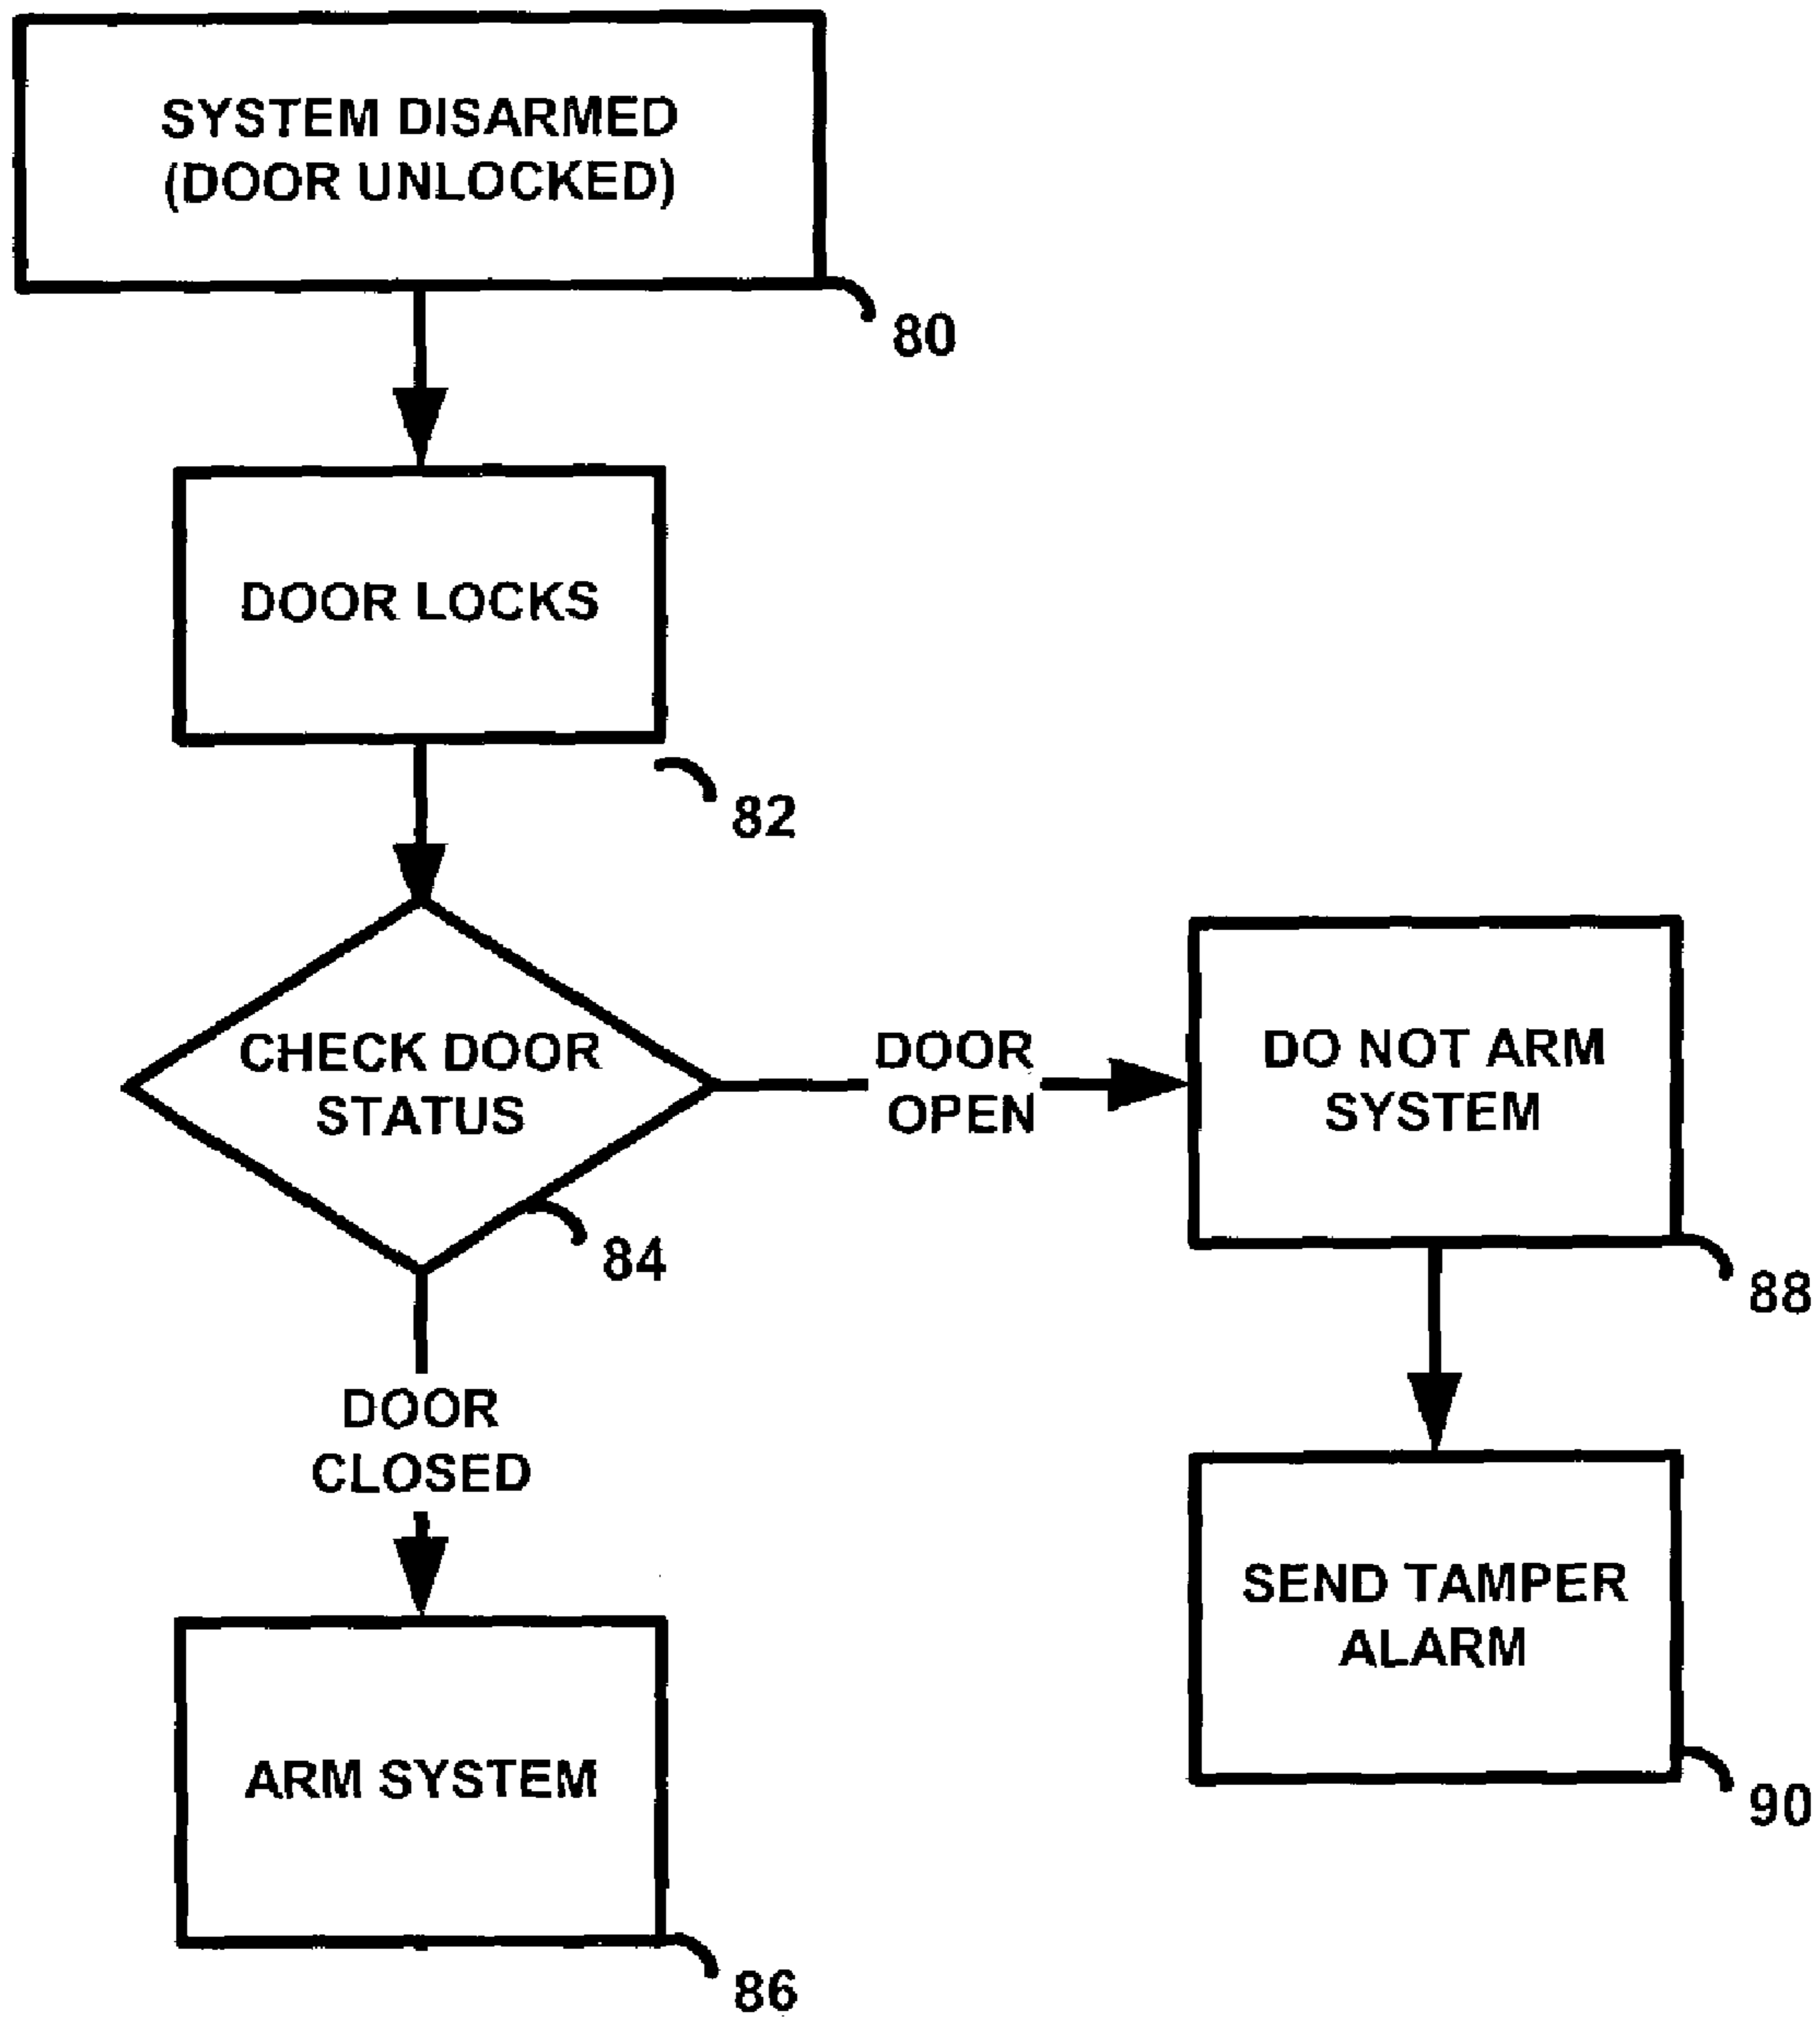 SYSTEM DISARMED
(DOOR UNLOCKED)
80
DOOR LOCKS
82
CHECK DOOR
STATUS
84
DOOR
OPEN
DO NOT ARM
SYSTEM
88
DOOR
CLOSED
SEND TAMPER
ALARM
90
ARM SYSTEM
86